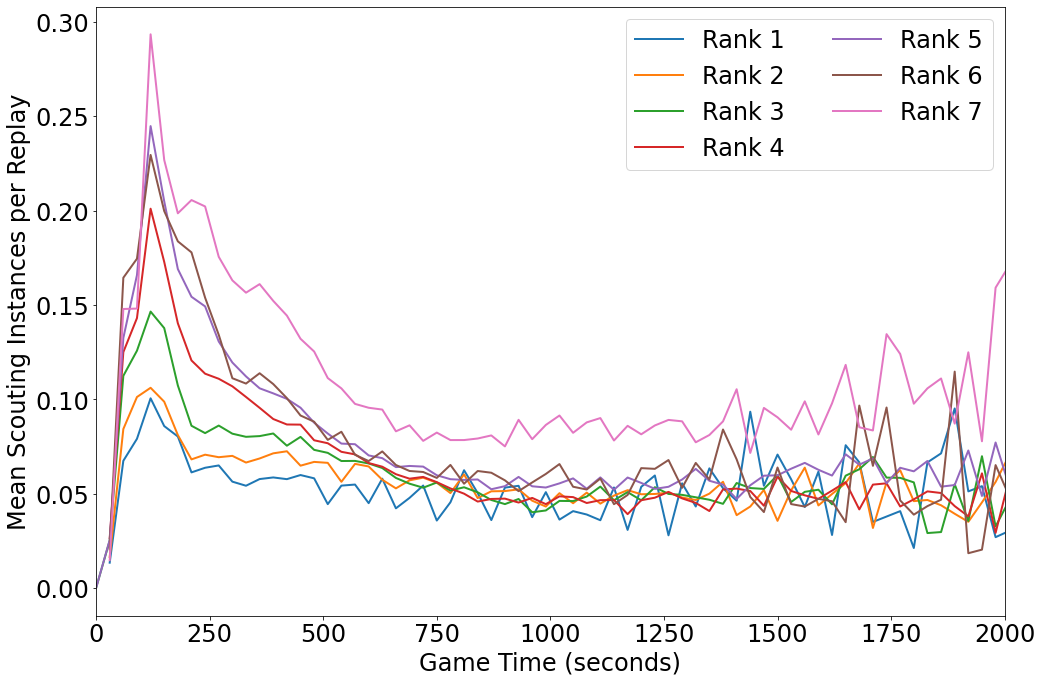 0.30
0.25
0.20
0.15
0.10
0.05
0.00
Mean Scouting Instances per Replay
Rank 1
Rank 2
Rank 3
Rank 4
Rank 5
Rank 6
Rank 7
0 250 500 750 1000 1250 1500 1750 2000
Game Time (seconds)